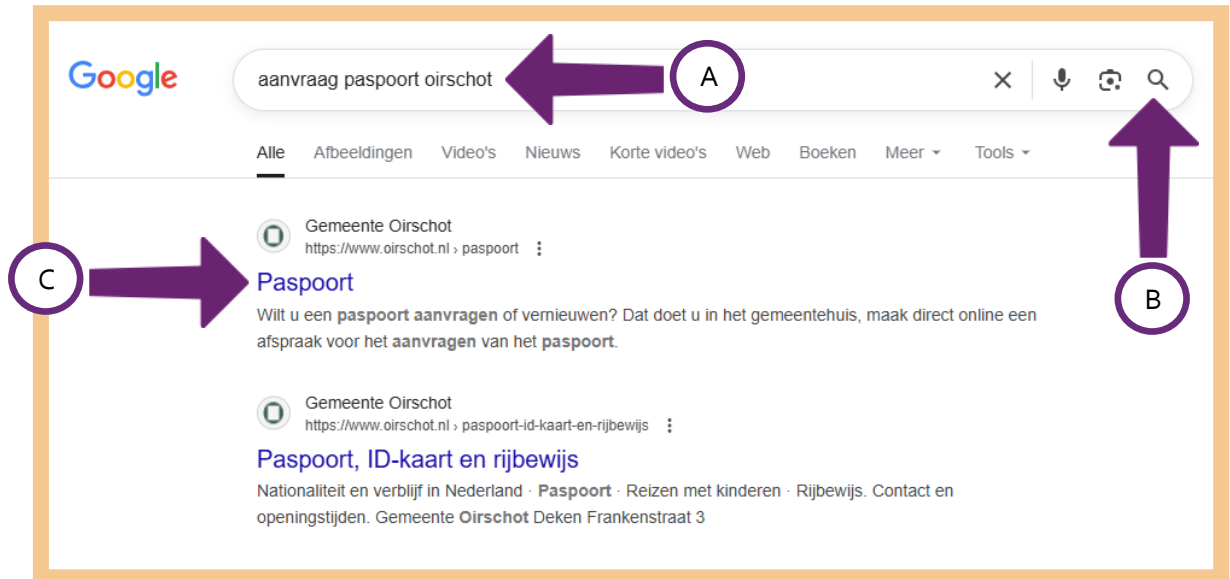 Google
aanvraag paspoort oirschot
A
Alle Afbeeldingen Video's Nieuws Korte video's Web Boeken Meer Tools
Gemeente Oirschot
https://www.oirschot.nl › paspoort
C
Paspoort
B
Wilt u een paspoort aanvragen of vernieuwen? Dat doet u in het gemeentehuis, maak direct online een
afspraak voor het aanvragen van het paspoort.
Gemeente Oirschot
https://www.oirschot.nl › paspoort-id-kaart-en-rijbewijs
Paspoort, ID-kaart en rijbewijs
Nationaliteit en verblijf in Nederland · Paspoort · Reizen met kinderen · Rijbewijs. Contact en
openingstijden. Gemeente Oirschot Deken Frankenstraat 3